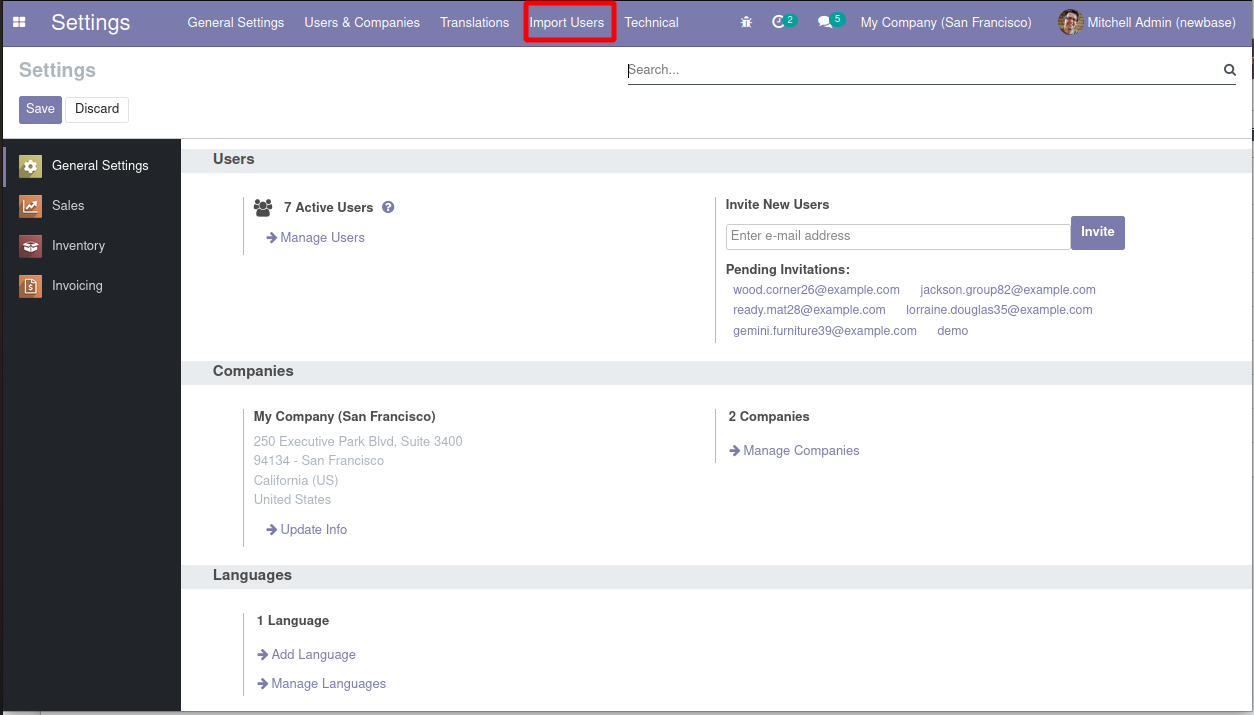 Settings General Settings Users & Companies Translations Import Users Technical 2 5 My Company (San Francisco) Mitchell Admin (newbase)
Settings
Search...
Save Discard
General Settings
Sales
Inventory
Invoicing
Users
7 Active Users ?
Manage Users
Invite New Users
Enter e-mail address Invite
Pending Invitations:
wood.corner26@example.com jackson.group82@example.com
ready.mat28@example.com lorraine.douglas35@example.com
gemini.furniture39@example.com demo
Companies
My Company (San Francisco)
250 Executive Park Blvd, Suite 3400
94134 - San Francisco
California (US)
United States
Update Info
2 Companies
Manage Companies
Languages
1 Language
Add Language
Manage Languages